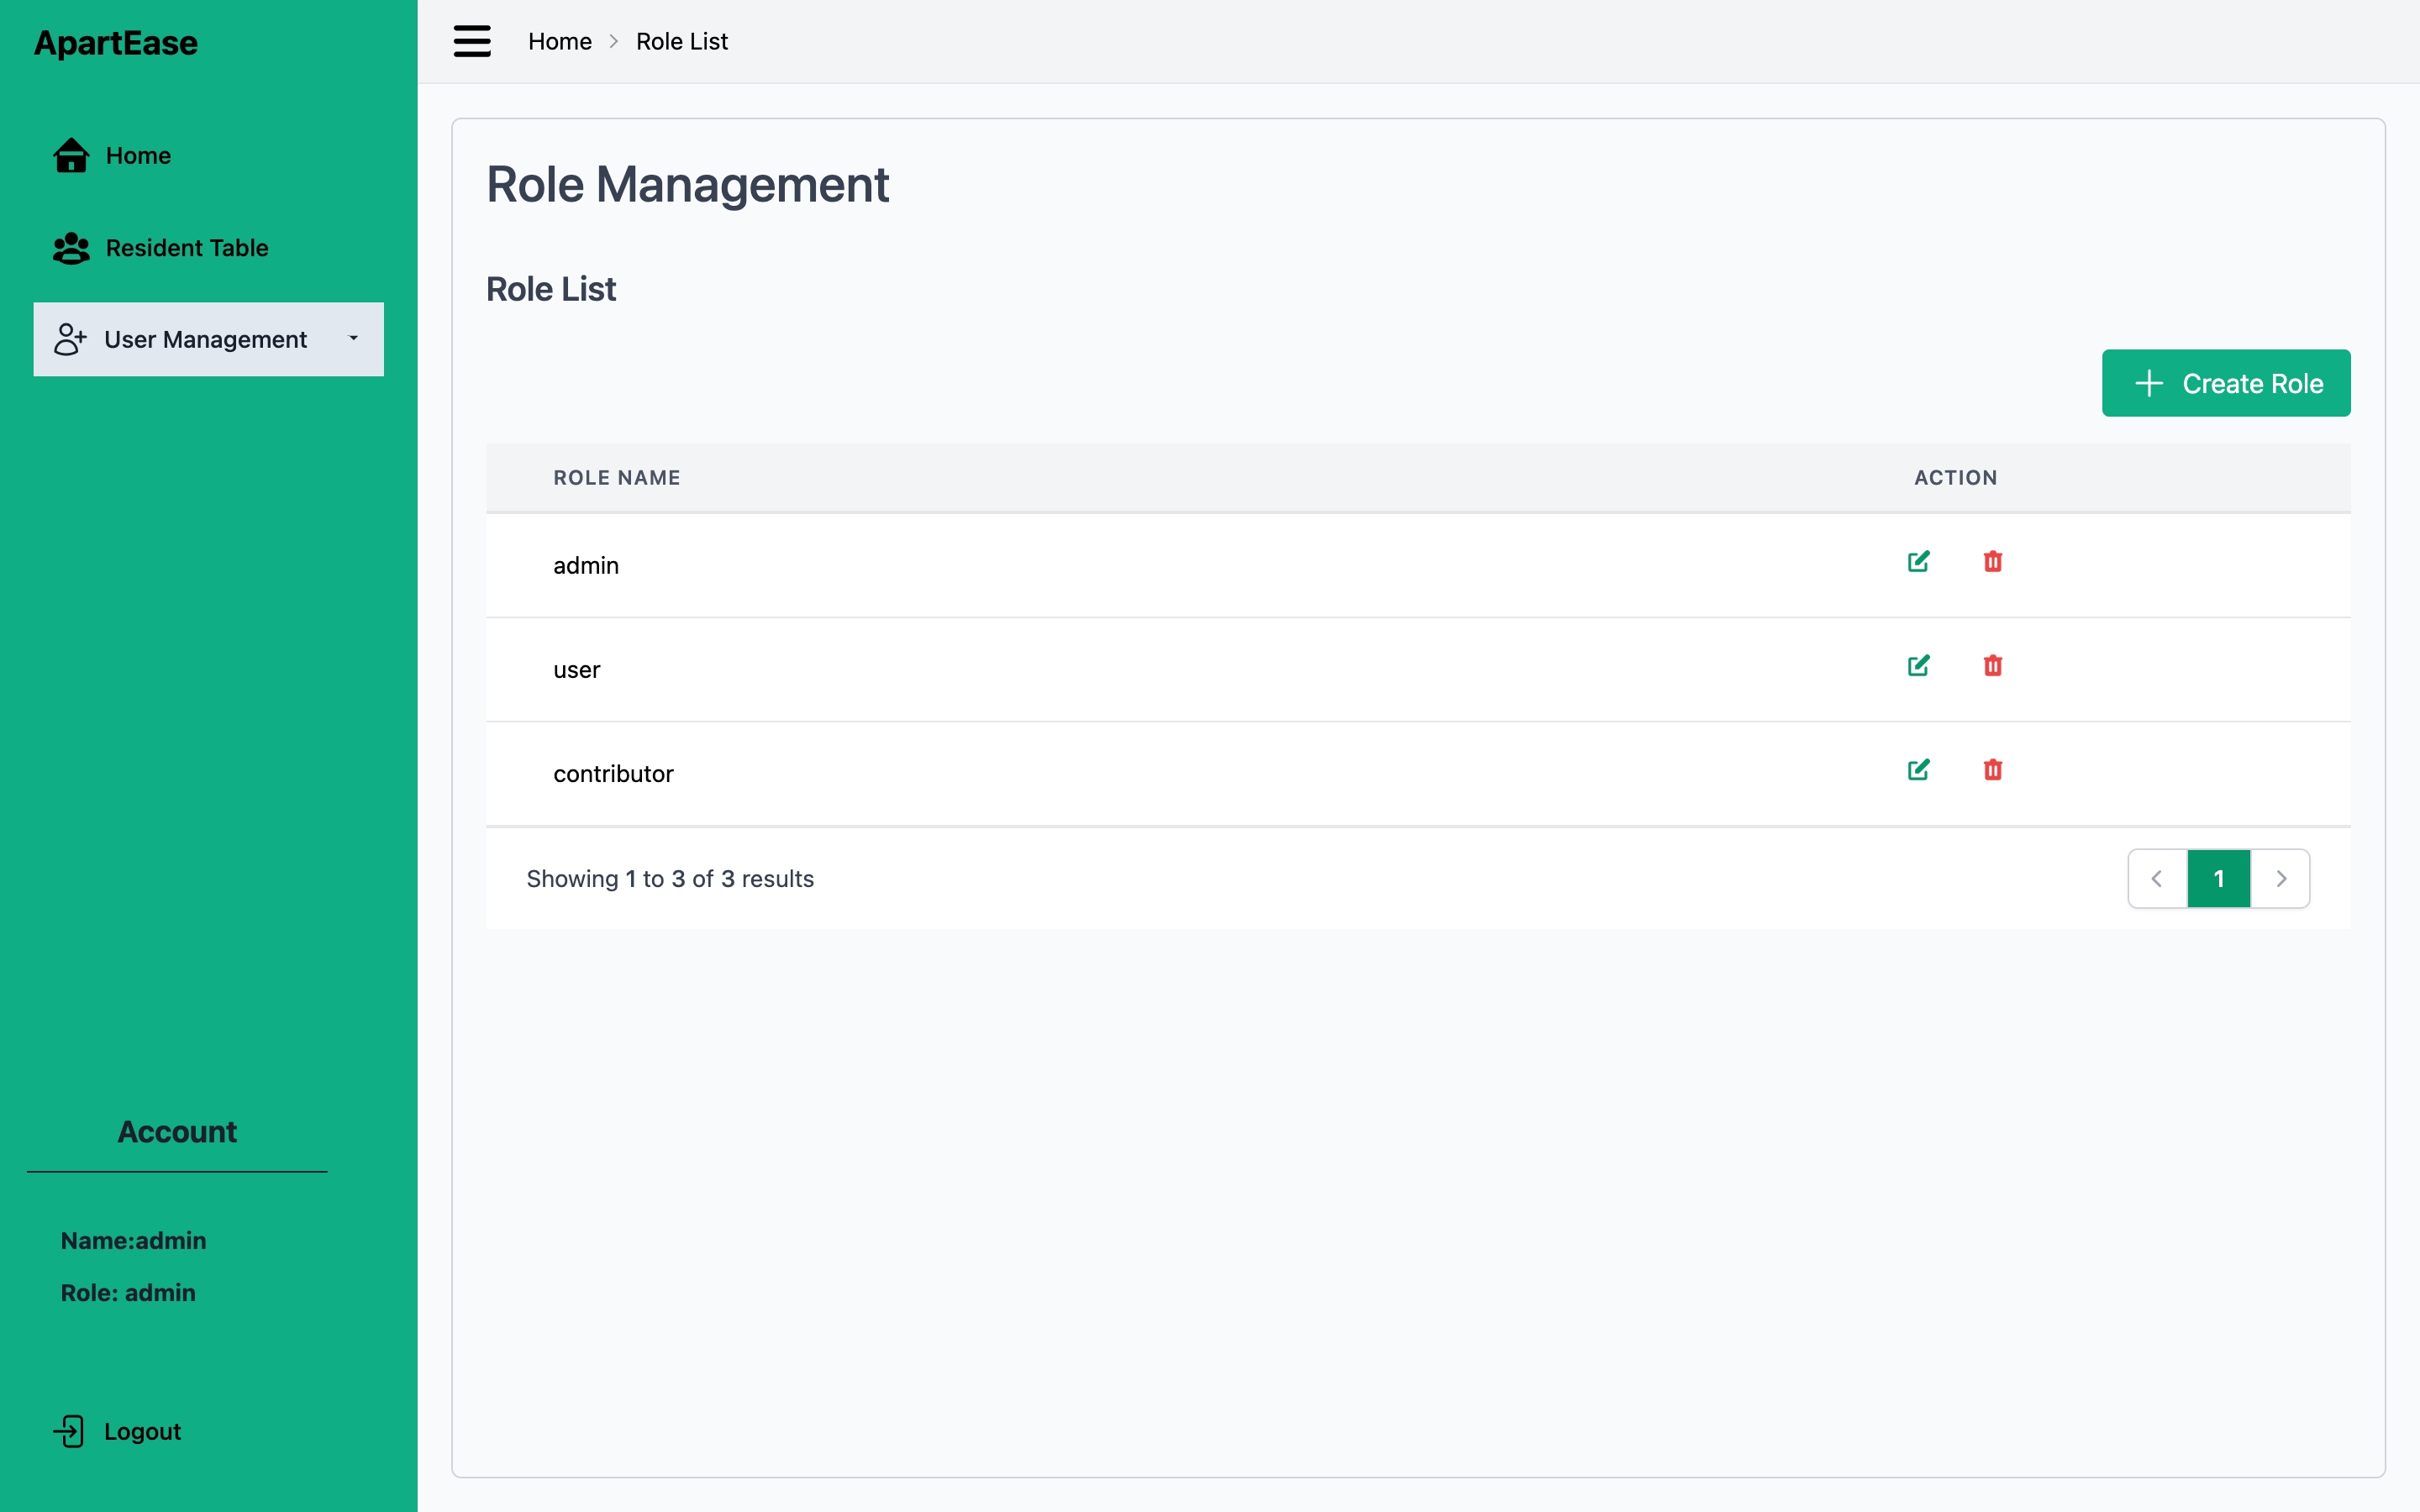 ApartEase
Home
Resident Table
User Management
Account
Name:admin
Role: admin
Logout
Home Role List
Role Management
Role List
Create Role
ROLE NAME ACTION
admin
user
contributor
Showing 1 to 3 of 3 results
1